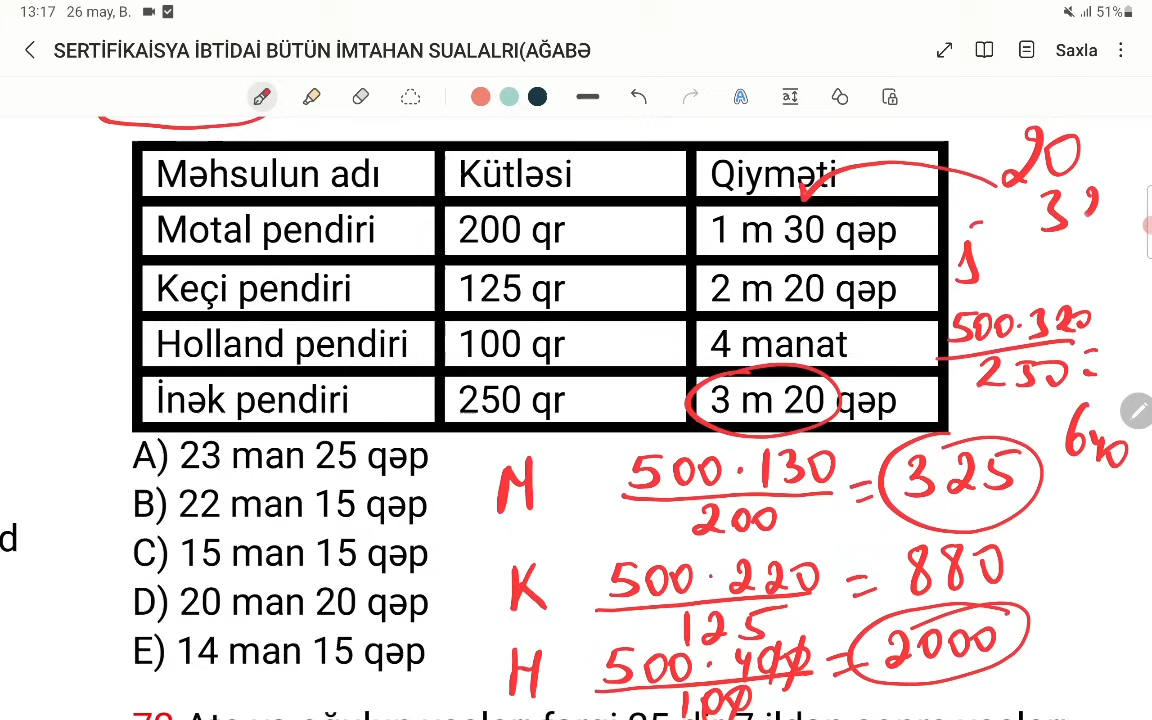 13:17 26 may, B. 51%
SERTİFİKAİSYA İBTİDAİ BÜTÜN İMTAHAN SUALALRI(AĞABƏ
Saxla
Məhsulun adı Kütləsi Qiyməti
Motal pendiri 200 qr 1 m 30 qəp
Keçi pendiri 125 qr 2 m 20 qəp
Holland pendiri 100 qr 4 manat
İnək pendiri 250 qr 3 m 20 qəp
20
3,
İ
500·320
250 =
640
A) 23 man 25 qəp
B) 22 man 15 qəp
C) 15 man 15 qəp
D) 20 man 20 qəp
E) 14 man 15 qəp
d
M 500·130
200 = 325
K 500·220
125 = 880
H 500·400
100 = 2000